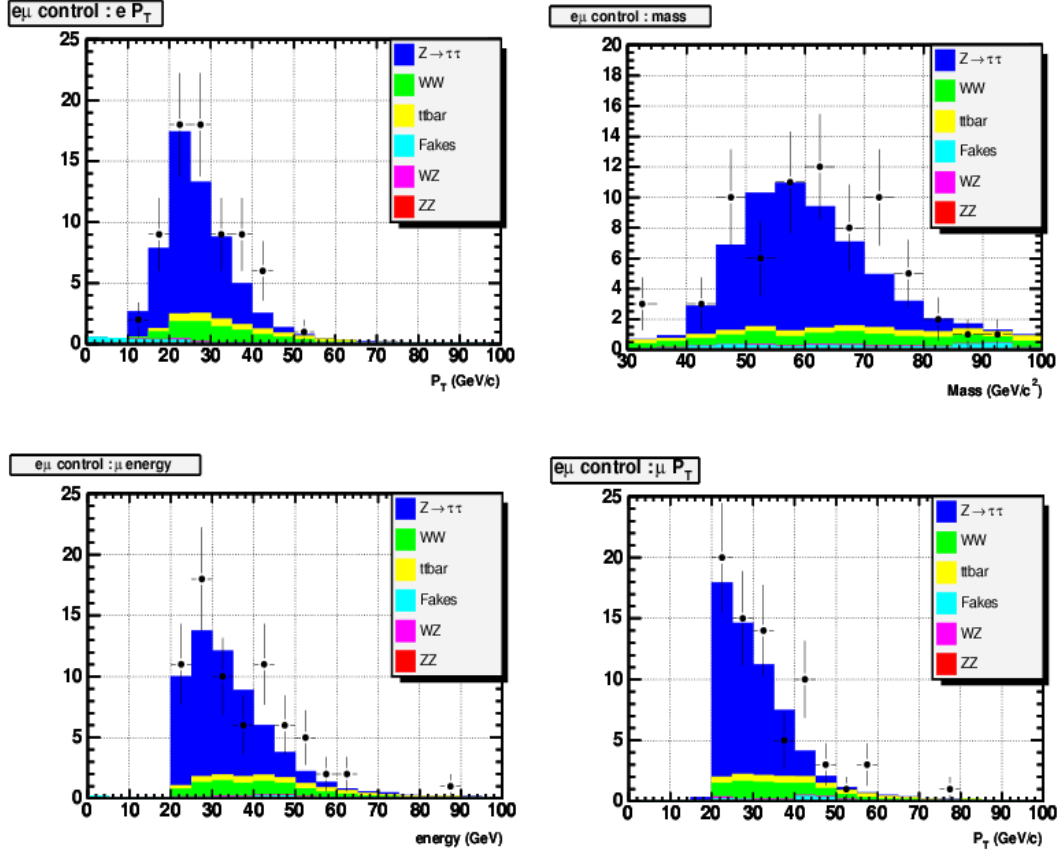 eμ control : e P_T
25
20
15
10
5
0
0 10 20 30 40 50 60 70 80 90 100
P_T (GeV/c)
Z→ττ
WW
ttbar
Fakes
WZ
ZZ
eμ control : mass
20
18
16
14
12
10
8
6
4
2
0
30 40 50 60 70 80 90 100
Mass (GeV/c²)
Z→ττ
WW
ttbar
Fakes
WZ
ZZ
eμ control : μ energy
25
20
15
10
5
0
0 10 20 30 40 50 60 70 80 90 100
energy (GeV)
Z→ττ
WW
ttbar
Fakes
WZ
ZZ
eμ control : μ P_T
25
20
15
10
5
0
0 10 20 30 40 50 60 70 80 90 100
P_T (GeV/c)
Z→ττ
WW
ttbar
Fakes
WZ
ZZ